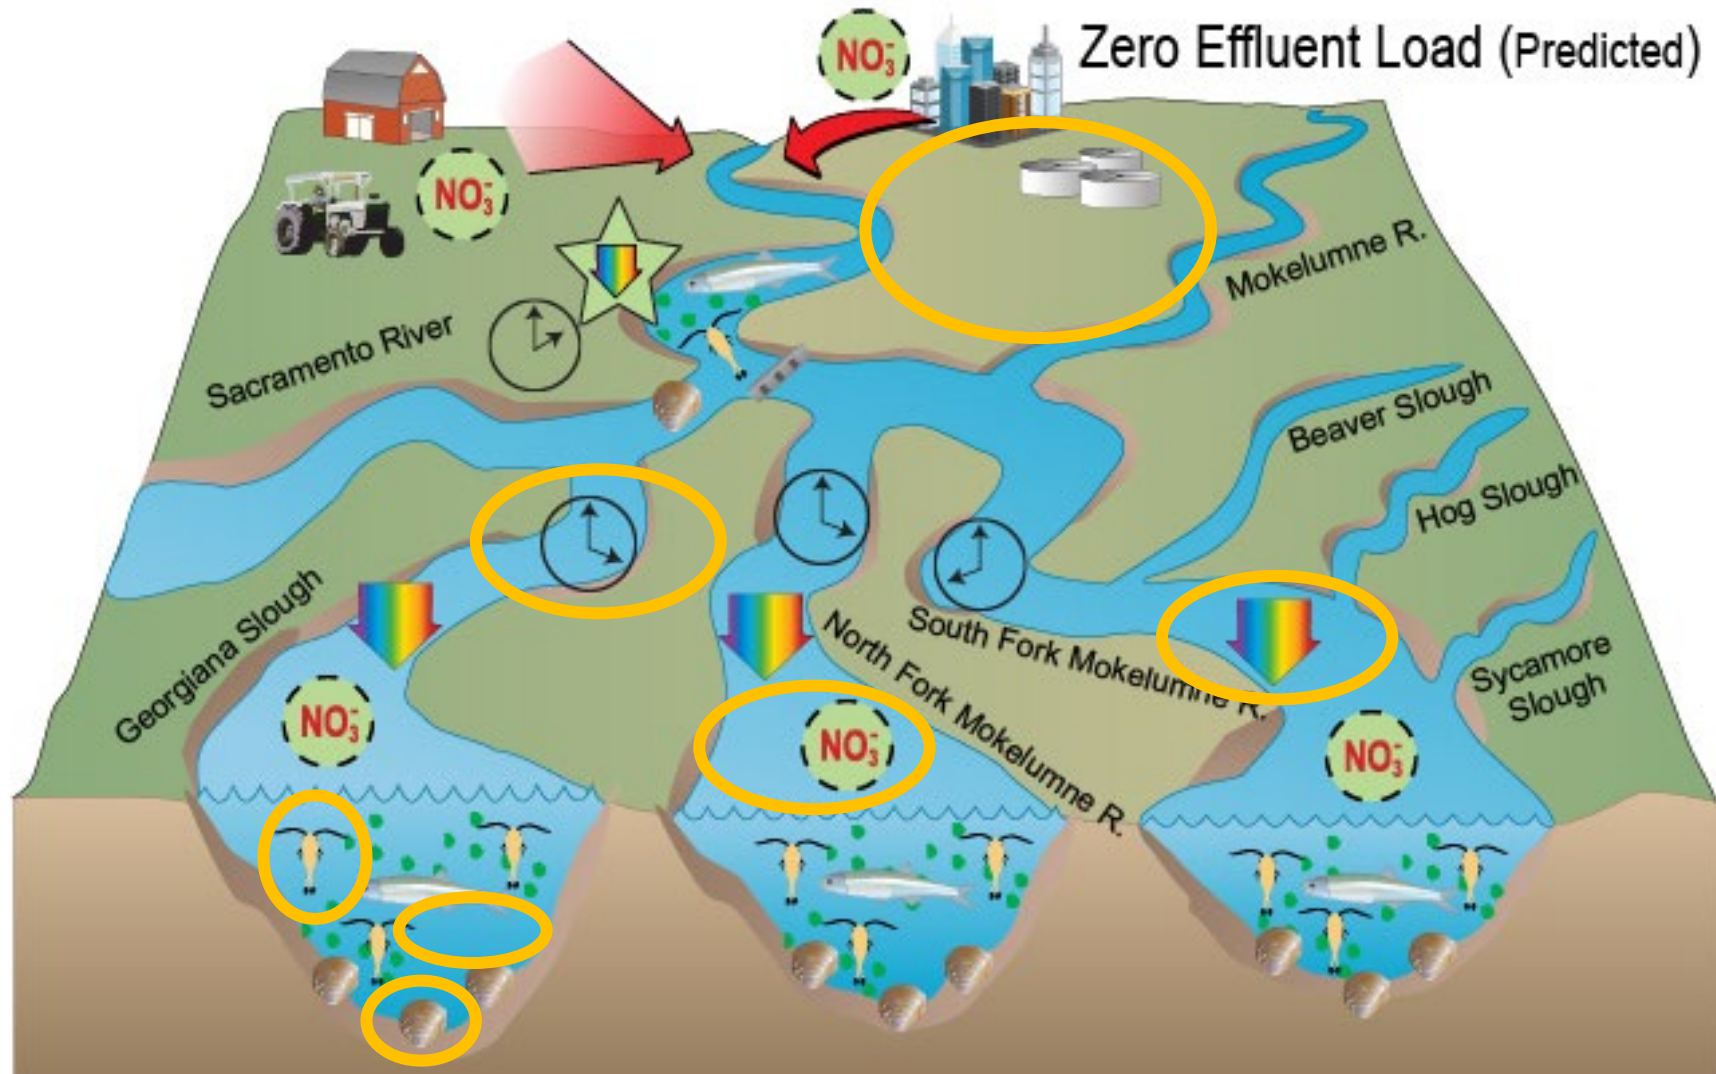 Zero Effluent Load (Predicted)
NO₃⁻
NO₃⁻
Mokelumne R.
Sacramento River
Beaver Slough
Hog Slough
Georgiana Slough
South Fork Mokelumne R.
North Fork Mokelumne R.
Sycamore
Slough
NO₃⁻
NO₃⁻
NO₃⁻